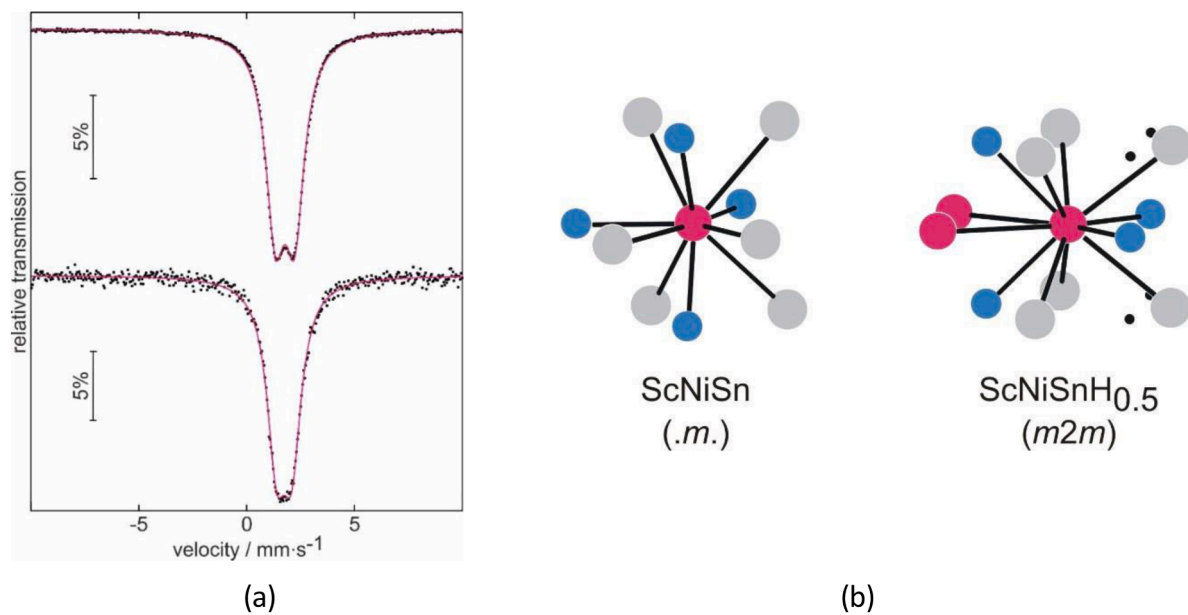 5%
5%
relative transmission
-5 0 5
velocity / mm·s⁻¹
(a)
ScNiSn
(.m.)
ScNiSnH₀.₅
(m2m)
(b)